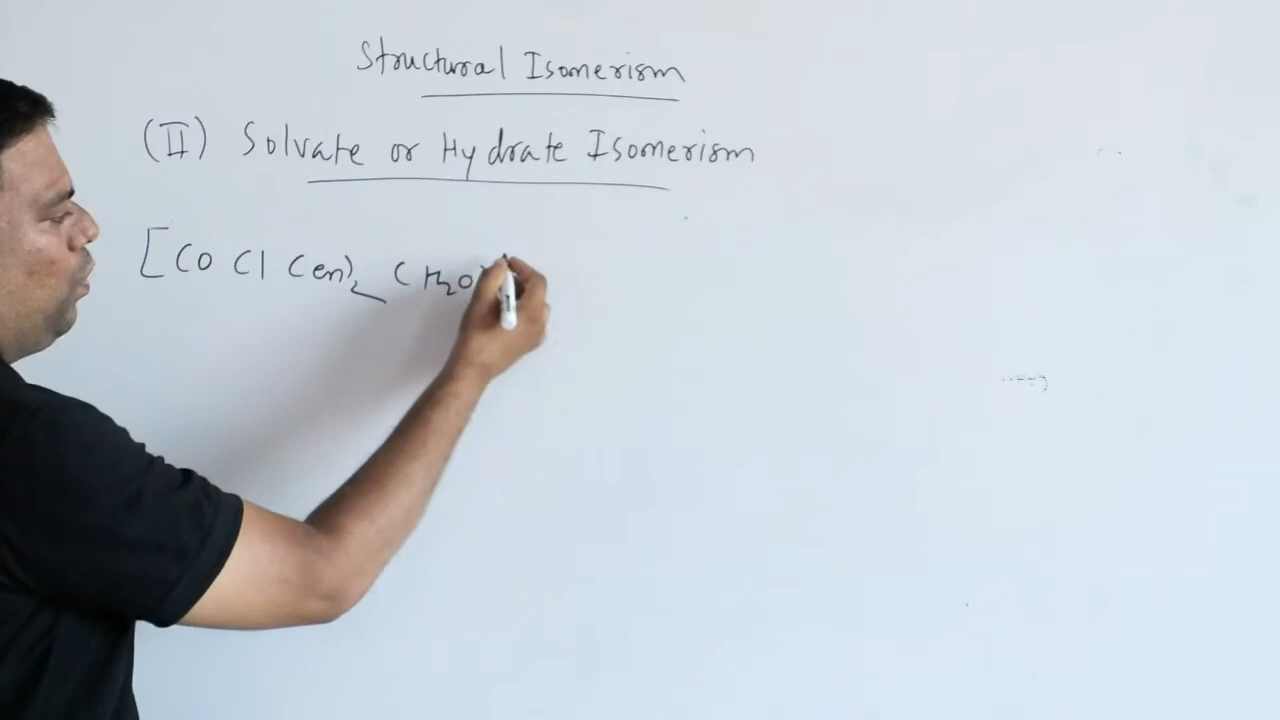 Structural Isomerism
(II) Solvate or Hydrate Isomerism
[Co Cl (en)₂ (H₂O)